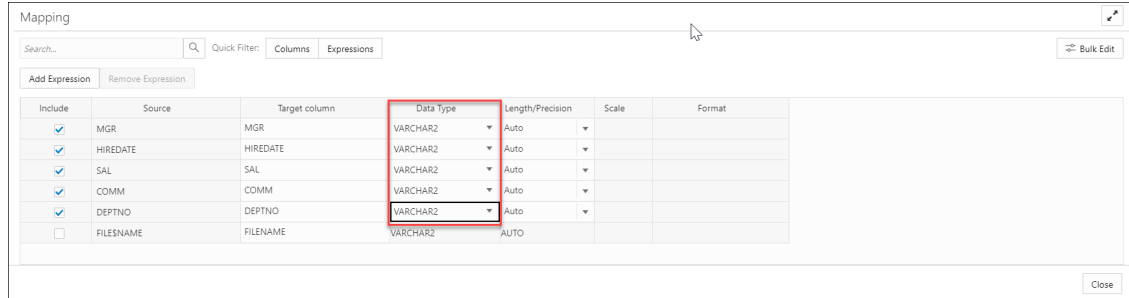 Mapping
Search... Quick Filter: Columns Expressions Bulk Edit
Add Expression Remove Expression
Include Source Target column Data Type Length/Precision Scale Format
MGR MGR VARCHAR2 Auto
HIREDATE HIREDATE VARCHAR2 Auto
SAL SAL VARCHAR2 Auto
COMM COMM VARCHAR2 Auto
DEPTNO DEPTNO VARCHAR2 Auto
FILE$NAME FILENAME VARCHAR2 AUTO
Close